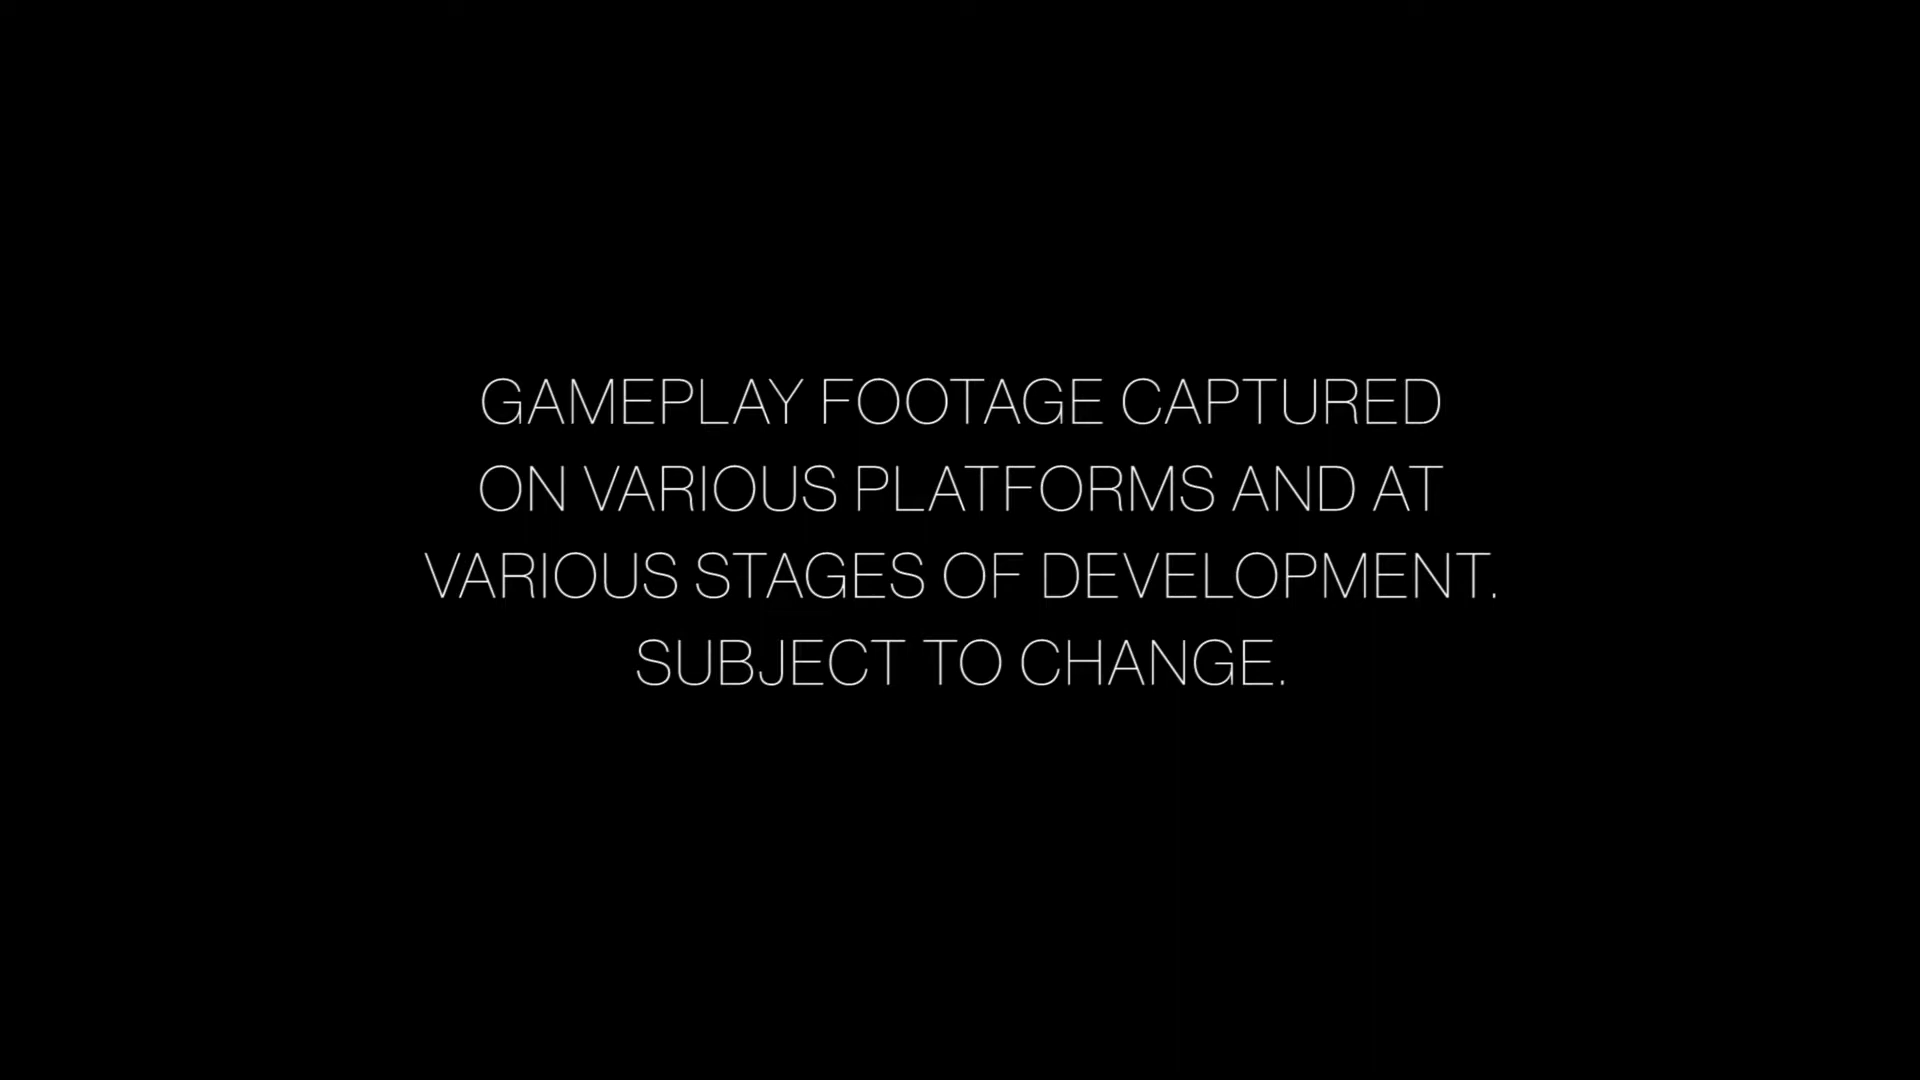 GAMEPLAY FOOTAGE CAPTURED
ON VARIOUS PLATFORMS AND AT
VARIOUS STAGES OF DEVELOPMENT.
SUBJECT TO CHANGE.